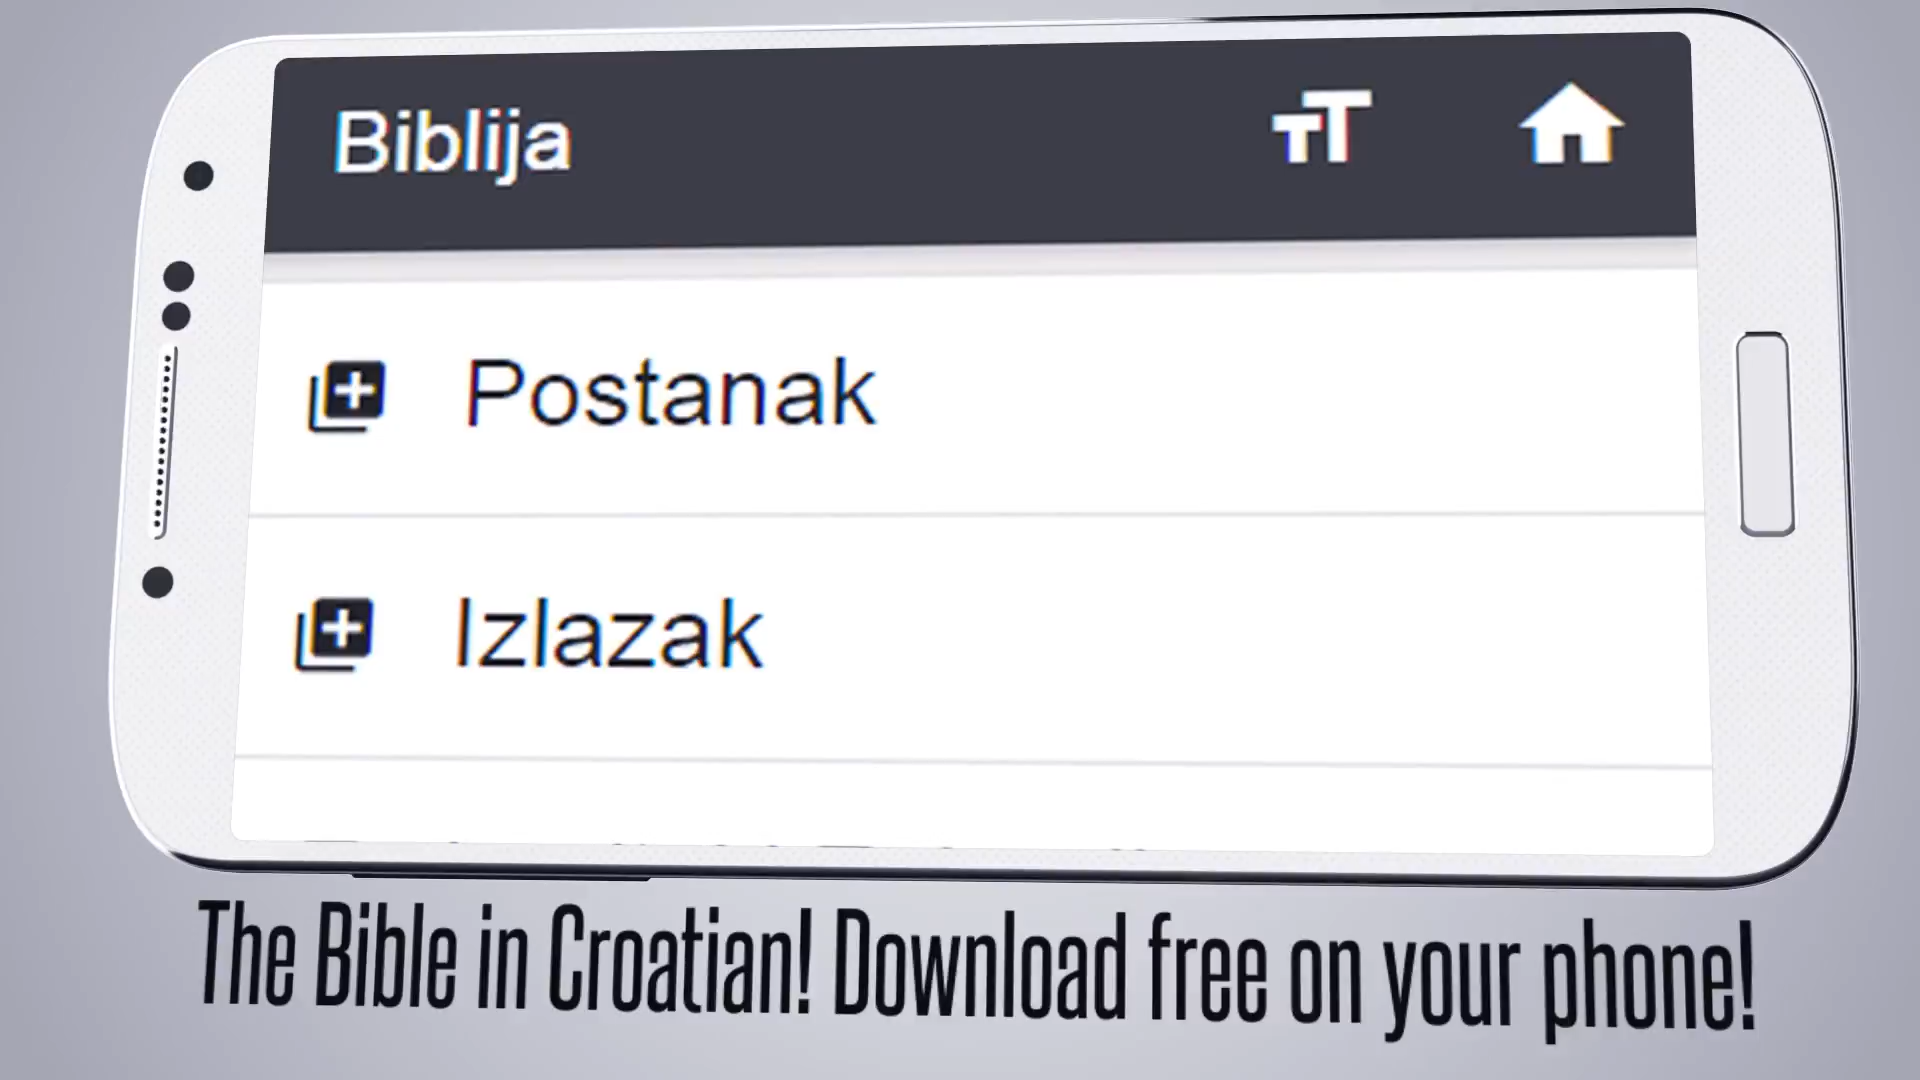 Biblija
Postanak
Izlazak
The Bible in Croatian! Download free on your phone!